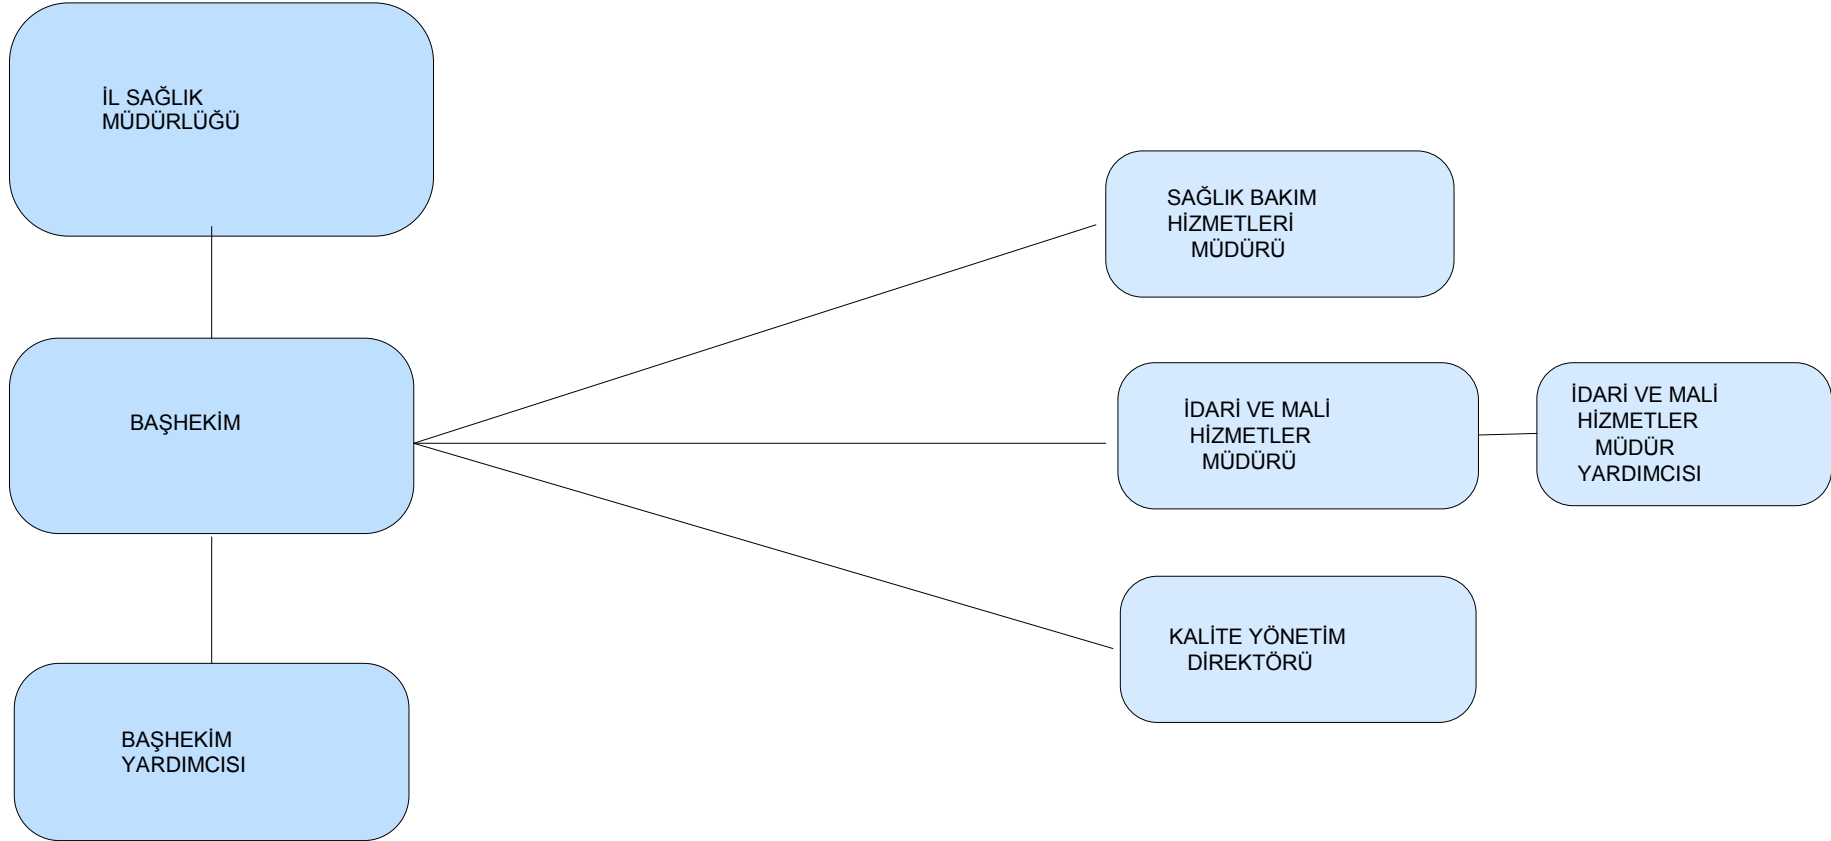 İL SAĞLIK
MÜDÜRLÜĞÜ
SAĞLIK BAKIM
HİZMETLERİ
MÜDÜRÜ
BAŞHEKİM
İDARİ VE MALİ
HİZMETLER
MÜDÜRÜ
İDARİ VE MALİ
HİZMETLER
MÜDÜR
YARDIMCISI
KALİTE YÖNETİM
DİREKTÖRÜ
BAŞHEKİM
YARDIMCISI